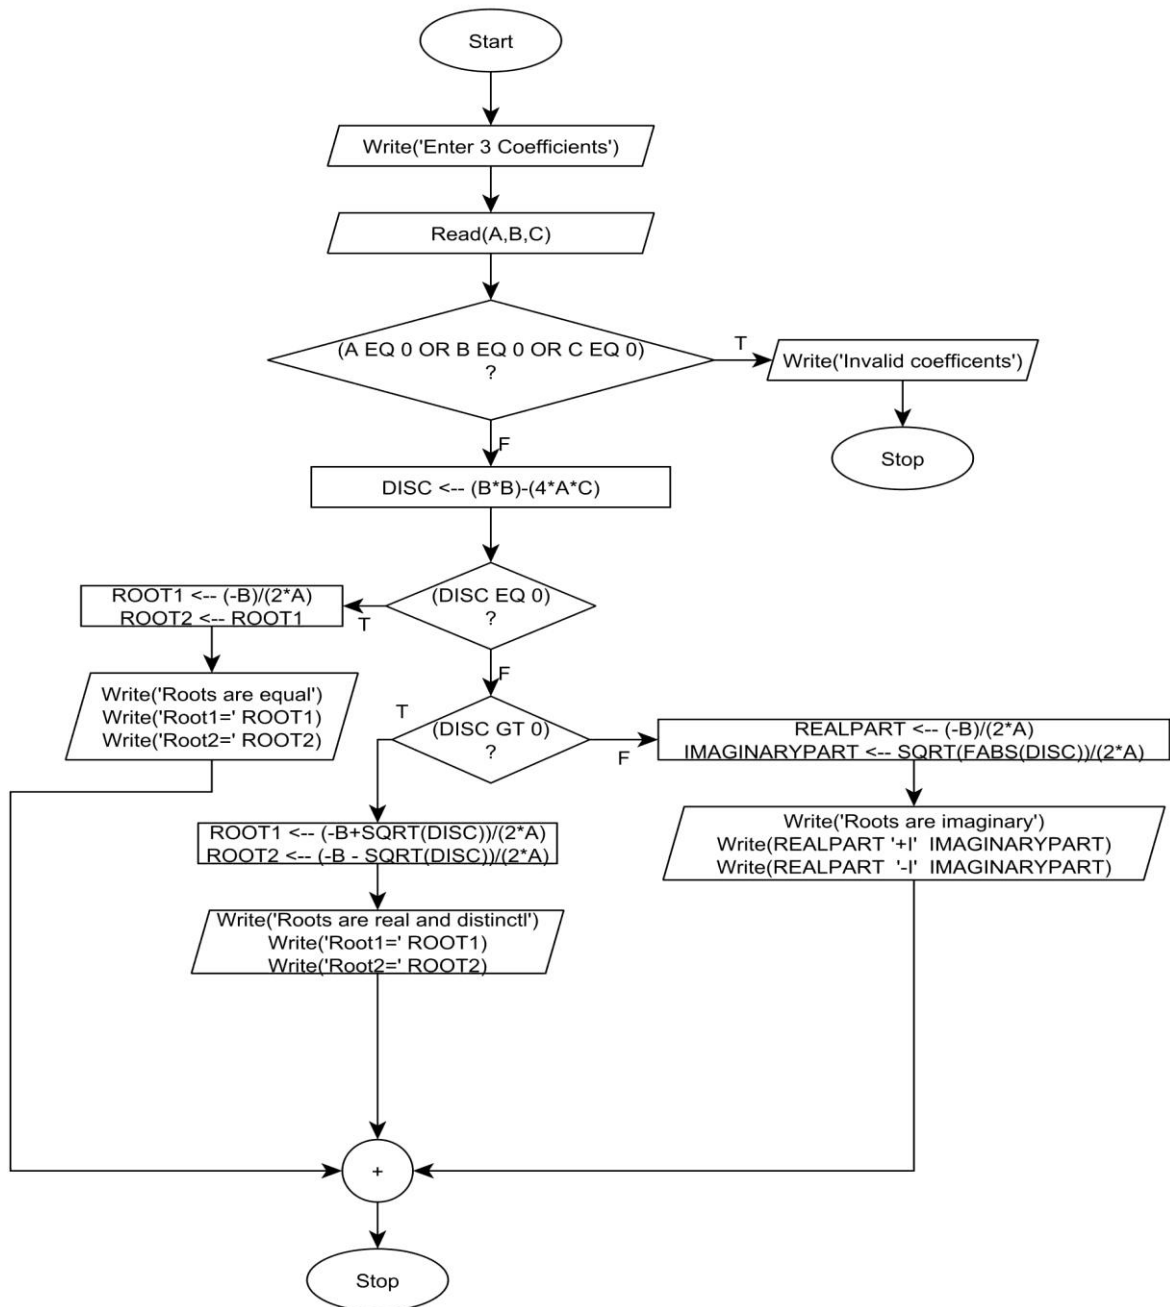 Start
Write('Enter 3 Coefficients')
Read(A,B,C)
(A EQ 0 OR B EQ 0 OR C EQ 0)
?
T
Write('Invalid coefficents')
Stop
F
DISC <-- (B*B)-(4*A*C)
(DISC EQ 0)
?
T
ROOT1 <-- (-B)/(2*A)
ROOT2 <-- ROOT1
Write('Roots are equal')
Write('Root1=' ROOT1)
Write('Root2=' ROOT2)
F
(DISC GT 0)
?
T
F
REALPART <-- (-B)/(2*A)
IMAGINARYPART <-- SQRT(FABS(DISC))/(2*A)
Write('Roots are imaginary')
Write(REALPART '+I' IMAGINARYPART)
Write(REALPART '-I' IMAGINARYPART)
ROOT1 <-- (-B+SQRT(DISC))/(2*A)
ROOT2 <-- (-B - SQRT(DISC))/(2*A)
Write('Roots are real and distinctl')
Write('Root1=' ROOT1)
Write('Root2=' ROOT2)
+
Stop